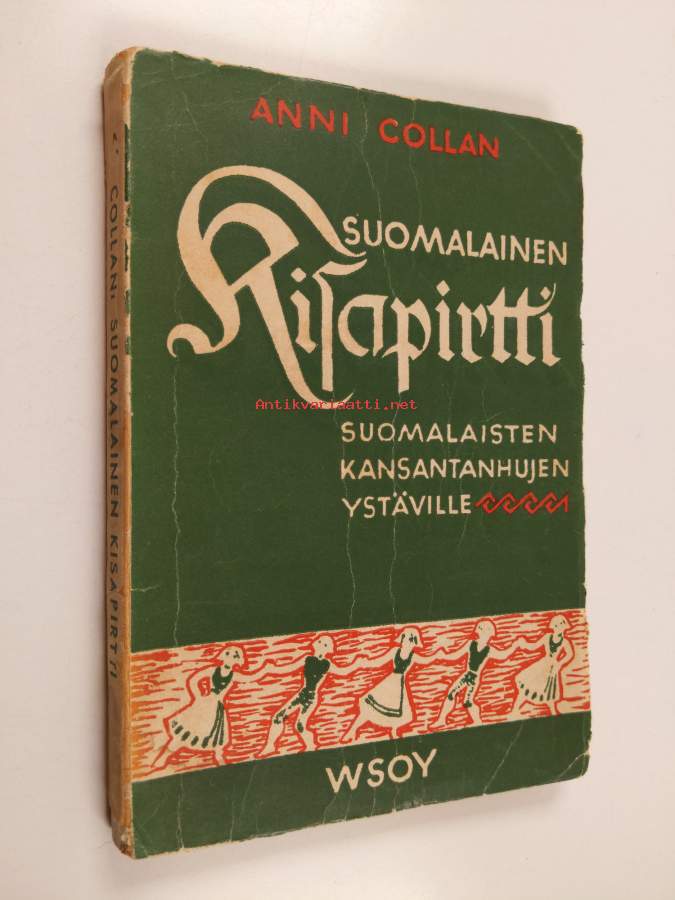 ANNI COLLAN
SUOMALAINEN
Kisapirtti
Antikvariaatti.net
SUOMALAISTEN
KANSANTANHUJEN
YSTÄVILLE
WSOY
COLLAN, SUOMALAINEN KISAPIRTTI